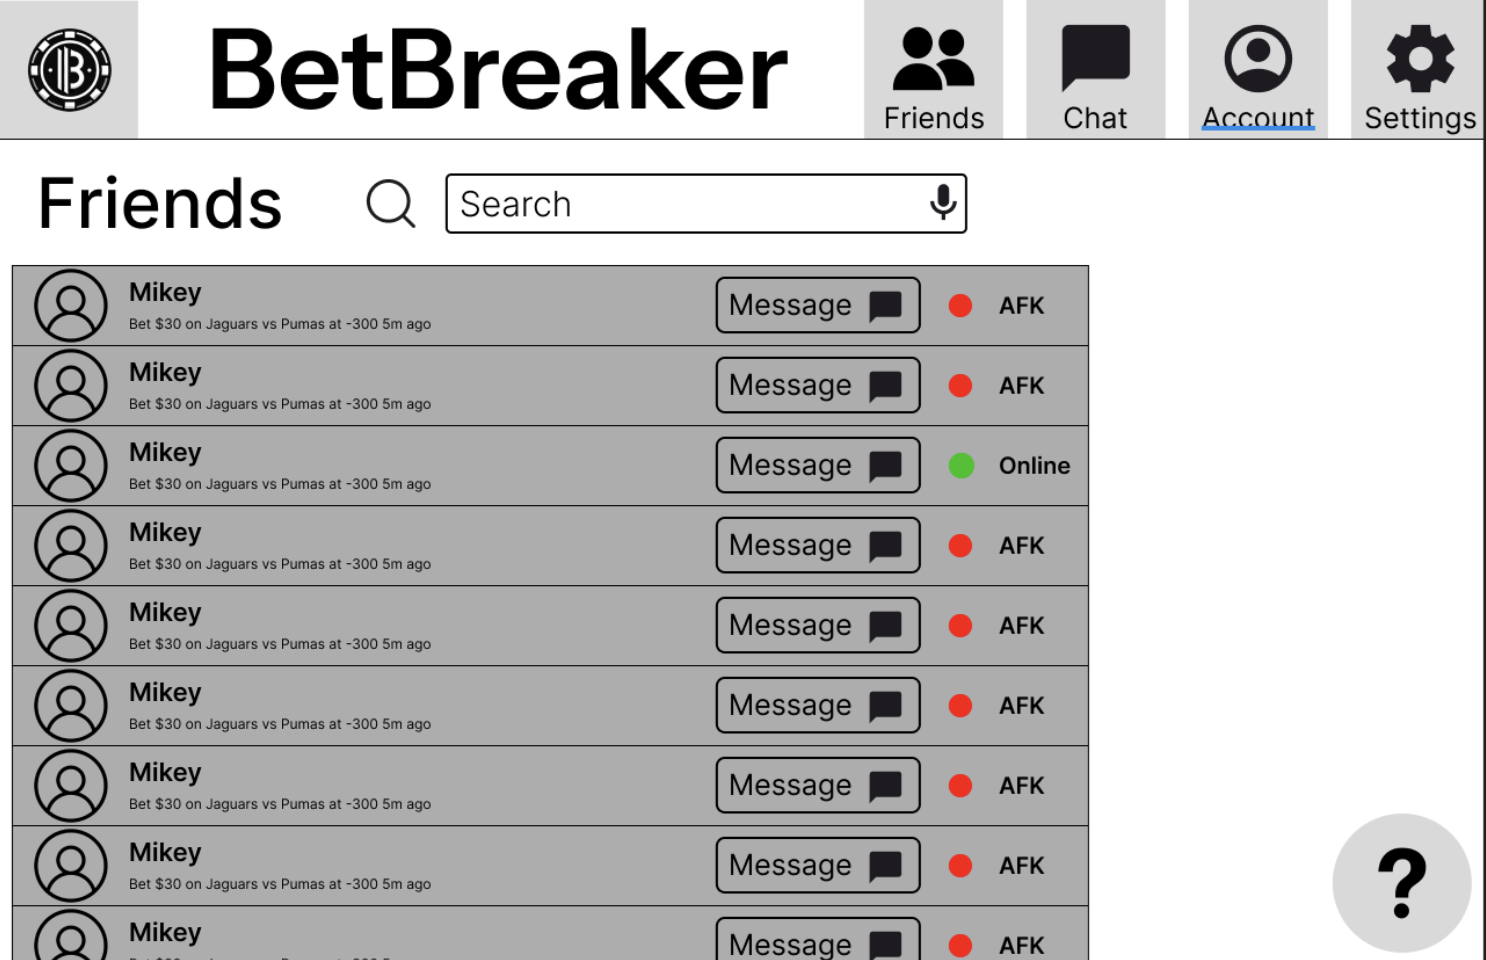 B
BetBreaker
Friends
Chat
Account
Settings
Friends
Search
Mikey
Bet $30 on Jaguars vs Pumas at -300 5m ago
Message
AFK
Mikey
Bet $30 on Jaguars vs Pumas at -300 5m ago
Message
AFK
Mikey
Bet $30 on Jaguars vs Pumas at -300 5m ago
Message
Online
Mikey
Bet $30 on Jaguars vs Pumas at -300 5m ago
Message
AFK
Mikey
Bet $30 on Jaguars vs Pumas at -300 5m ago
Message
AFK
Mikey
Bet $30 on Jaguars vs Pumas at -300 5m ago
Message
AFK
Mikey
Bet $30 on Jaguars vs Pumas at -300 5m ago
Message
AFK
Mikey
Bet $30 on Jaguars vs Pumas at -300 5m ago
Message
AFK
Mikey
Message
AFK
?